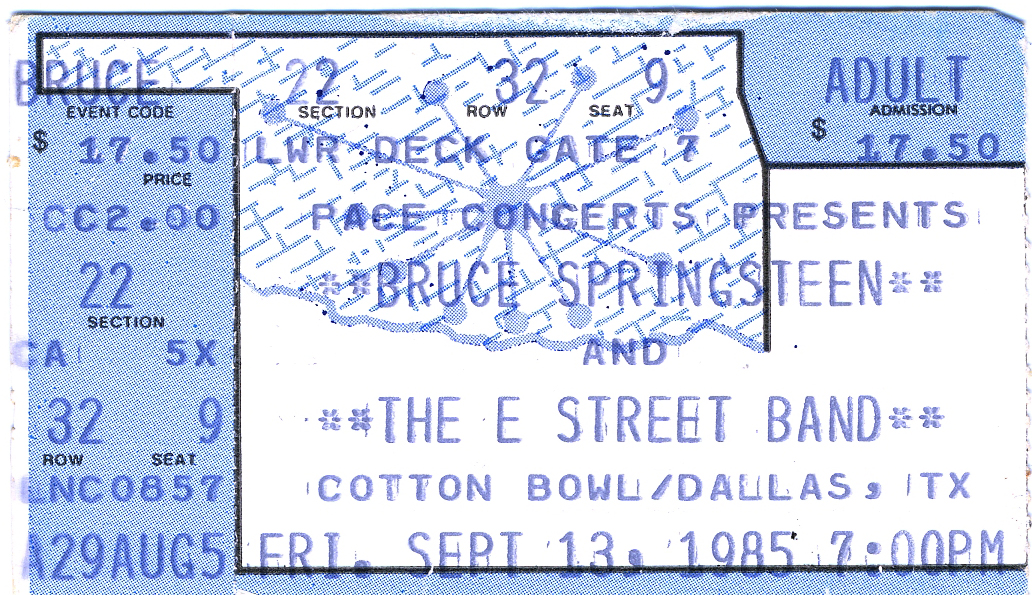 BRUCE 22 32 9 ADULT
EVENT CODE SECTION ROW SEAT ADMISSION
$ 17.50 LWR DECK GATE 7 $ 17.50
PRICE
CC2.00 PACE CONCERTS PRESENTS
22 **BRUCE SPRINGSTEEN**
SECTION
CA 5X AND
32 9 **THE E STREET BAND**
ROW SEAT
ENC0857 COTTON BOWL/DALLAS, TX
A29AUG5 FRI. SEPT 13, 1985 7:00PM